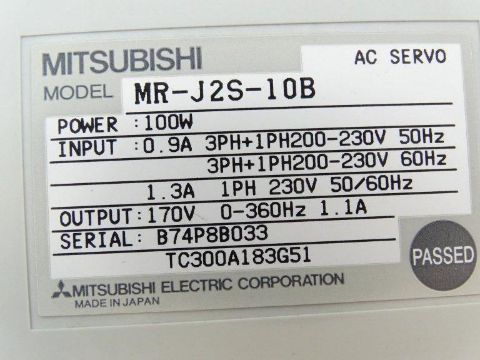 MITSUBISHI AC SERVO
MODEL MR-J2S-10B
POWER :100W
INPUT :0.9A 3PH+1PH200-230V 50Hz
3PH+1PH200-230V 60Hz
1.3A 1PH 230V 50/60Hz
OUTPUT:170V 0-360Hz 1.1A
SERIAL: B74P8B033
TC300A183G51
PASSED
MITSUBISHI ELECTRIC CORPORATION
MADE IN JAPAN